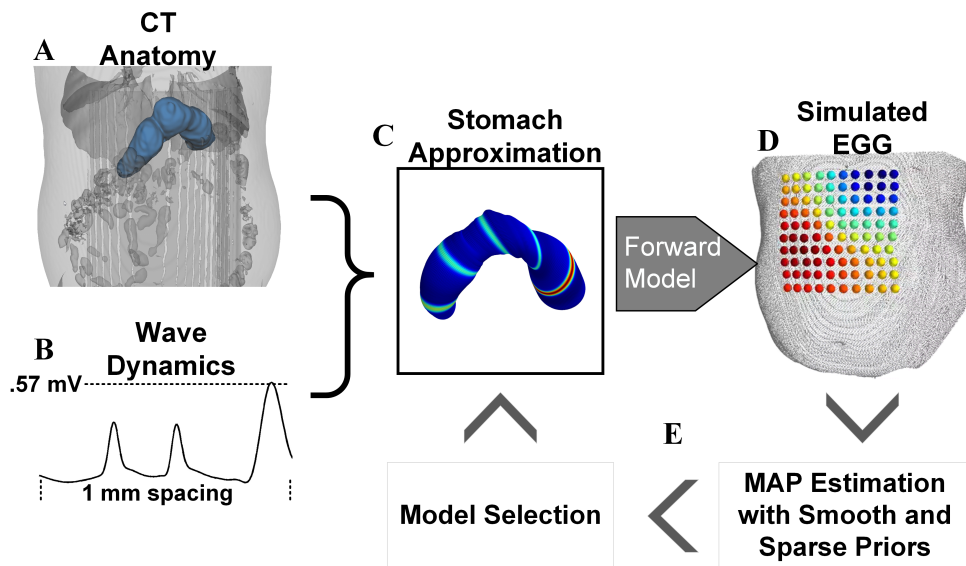 A
CT
Anatomy
B
Wave
Dynamics
.57 mV
1 mm spacing
C
Stomach
Approximation
Forward
Model
D
Simulated
EGG
E
MAP Estimation
with Smooth and
Sparse Priors
Model Selection